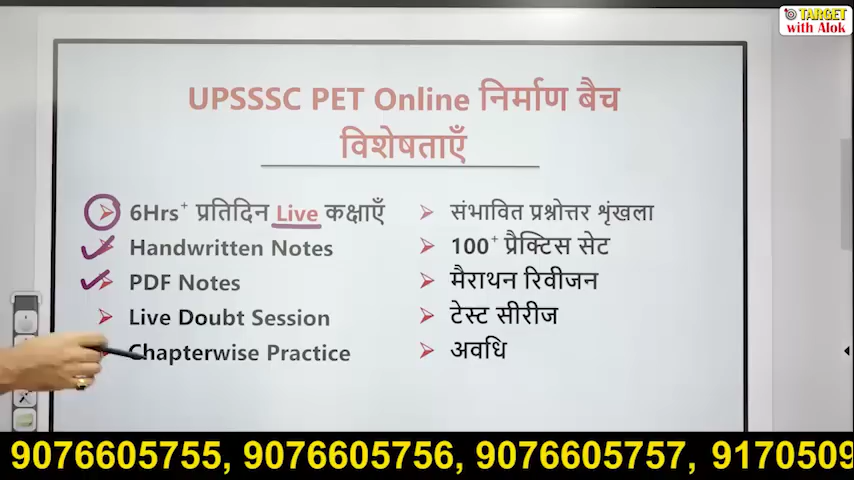 TARGET
with Alok
UPSSSC PET Online निर्माण बैच
विशेषताएँ
6Hrs+ प्रतिदिन Live कक्षाएँ
Handwritten Notes
PDF Notes
Live Doubt Session
Chapterwise Practice
संभावित प्रश्नोत्तर शृंखला
100+ प्रैक्टिस सेट
मैराथन रिवीजन
टेस्ट सीरीज
अवधि
9076605755, 9076605756, 9076605757, 9170509